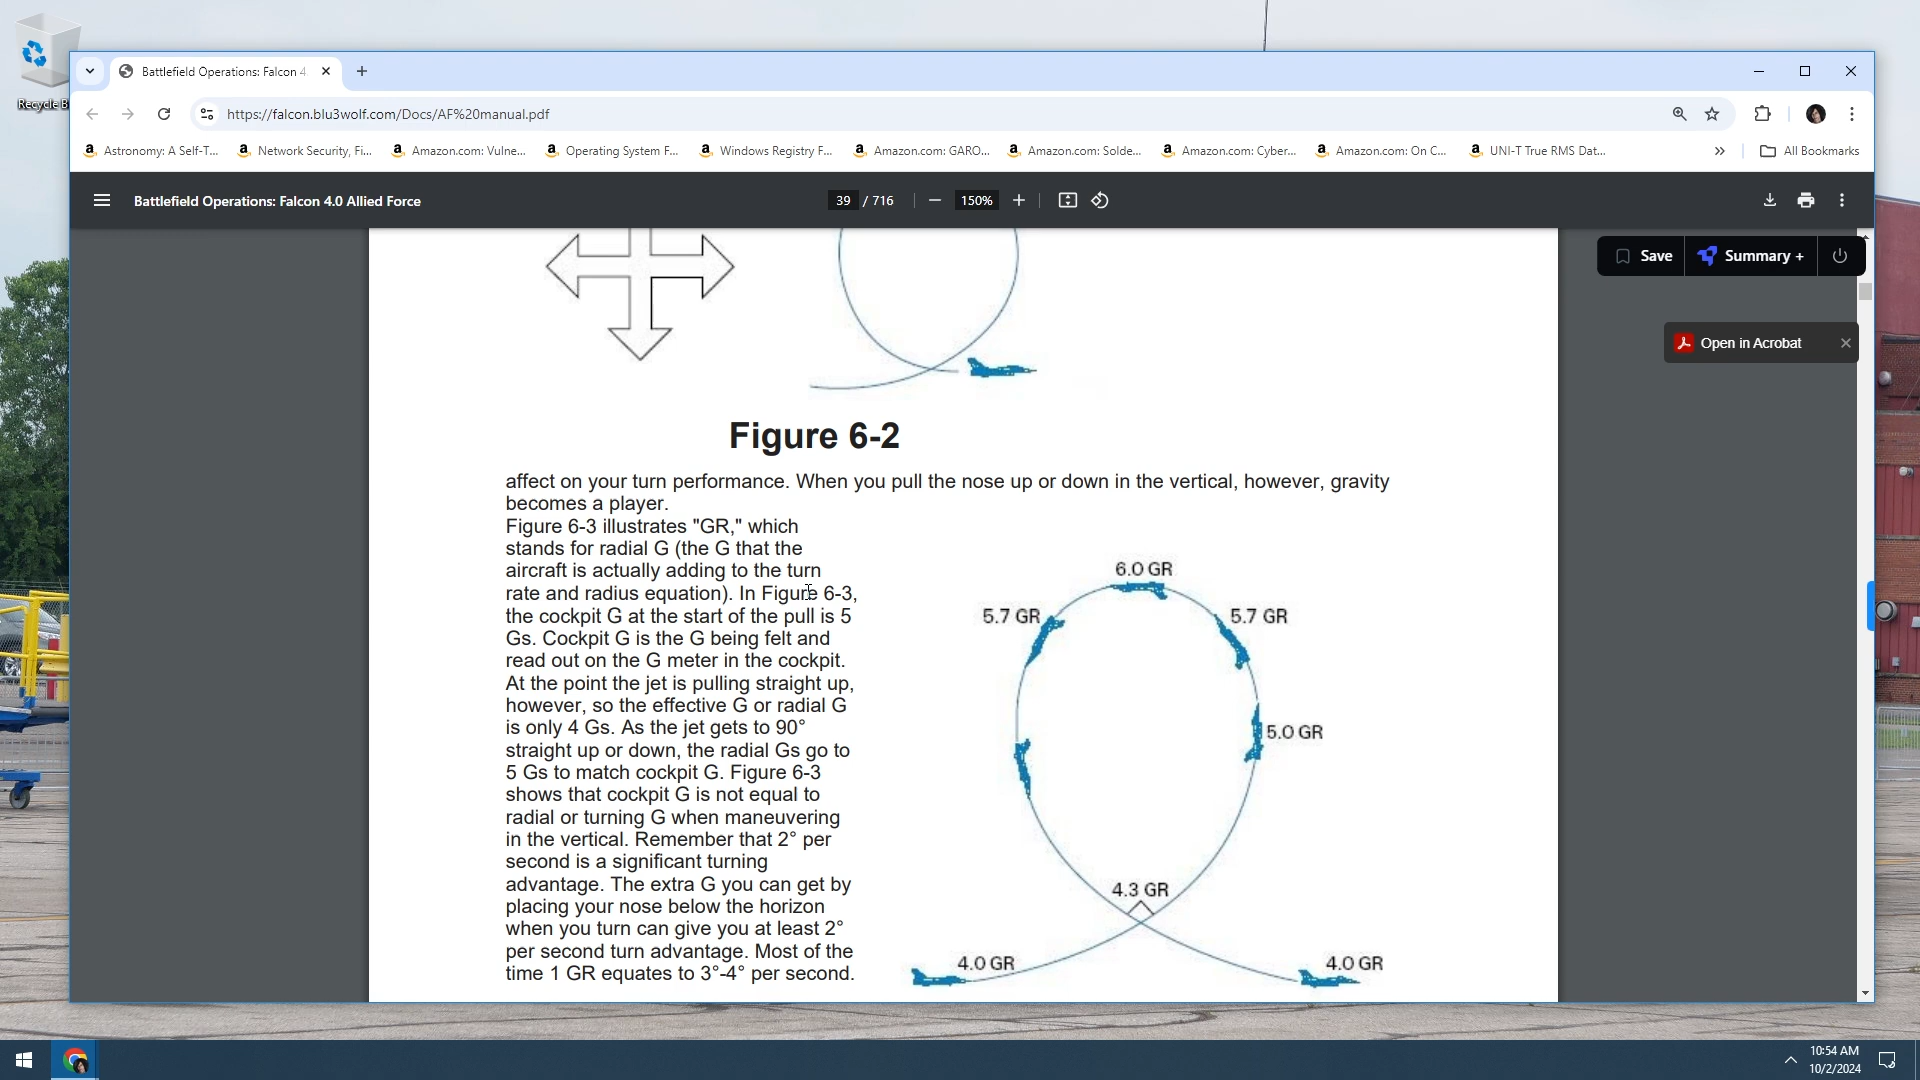 Recycle B
Battlefield Operations: Falcon 4
https://falcon.blu3wolf.com/Docs/AF%20manual.pdf
Astronomy: A Self-T...
Network Security, Fi...
Amazon.com: Vulne...
Operating System F...
Windows Registry F...
Amazon.com: GARO...
Amazon.com: Solde...
Amazon.com: Cyber...
Amazon.com: On C...
UNI-T True RMS Dat...
All Bookmarks
Battlefield Operations: Falcon 4.0 Allied Force
39 / 716
150%
Save
Summary +
Open in Acrobat
Figure 6-2
affect on your turn performance. When you pull the nose up or down in the vertical, however, gravity
becomes a player.
Figure 6-3 illustrates "GR," which
stands for radial G (the G that the
aircraft is actually adding to the turn
rate and radius equation). In Figure 6-3,
the cockpit G at the start of the pull is 5
Gs. Cockpit G is the G being felt and
read out on the G meter in the cockpit.
At the point the jet is pulling straight up,
however, so the effective G or radial G
is only 4 Gs. As the jet gets to 90°
straight up or down, the radial Gs go to
5 Gs to match cockpit G. Figure 6-3
shows that cockpit G is not equal to
radial or turning G when maneuvering
in the vertical. Remember that 2° per
second is a significant turning
advantage. The extra G you can get by
placing your nose below the horizon
when you turn can give you at least 2°
per second turn advantage. Most of the
time 1 GR equates to 3°-4° per second.
6.0 GR
5.7 GR
5.7 GR
5.0 GR
4.3 GR
4.0 GR
4.0 GR
10:54 AM
10/2/2024